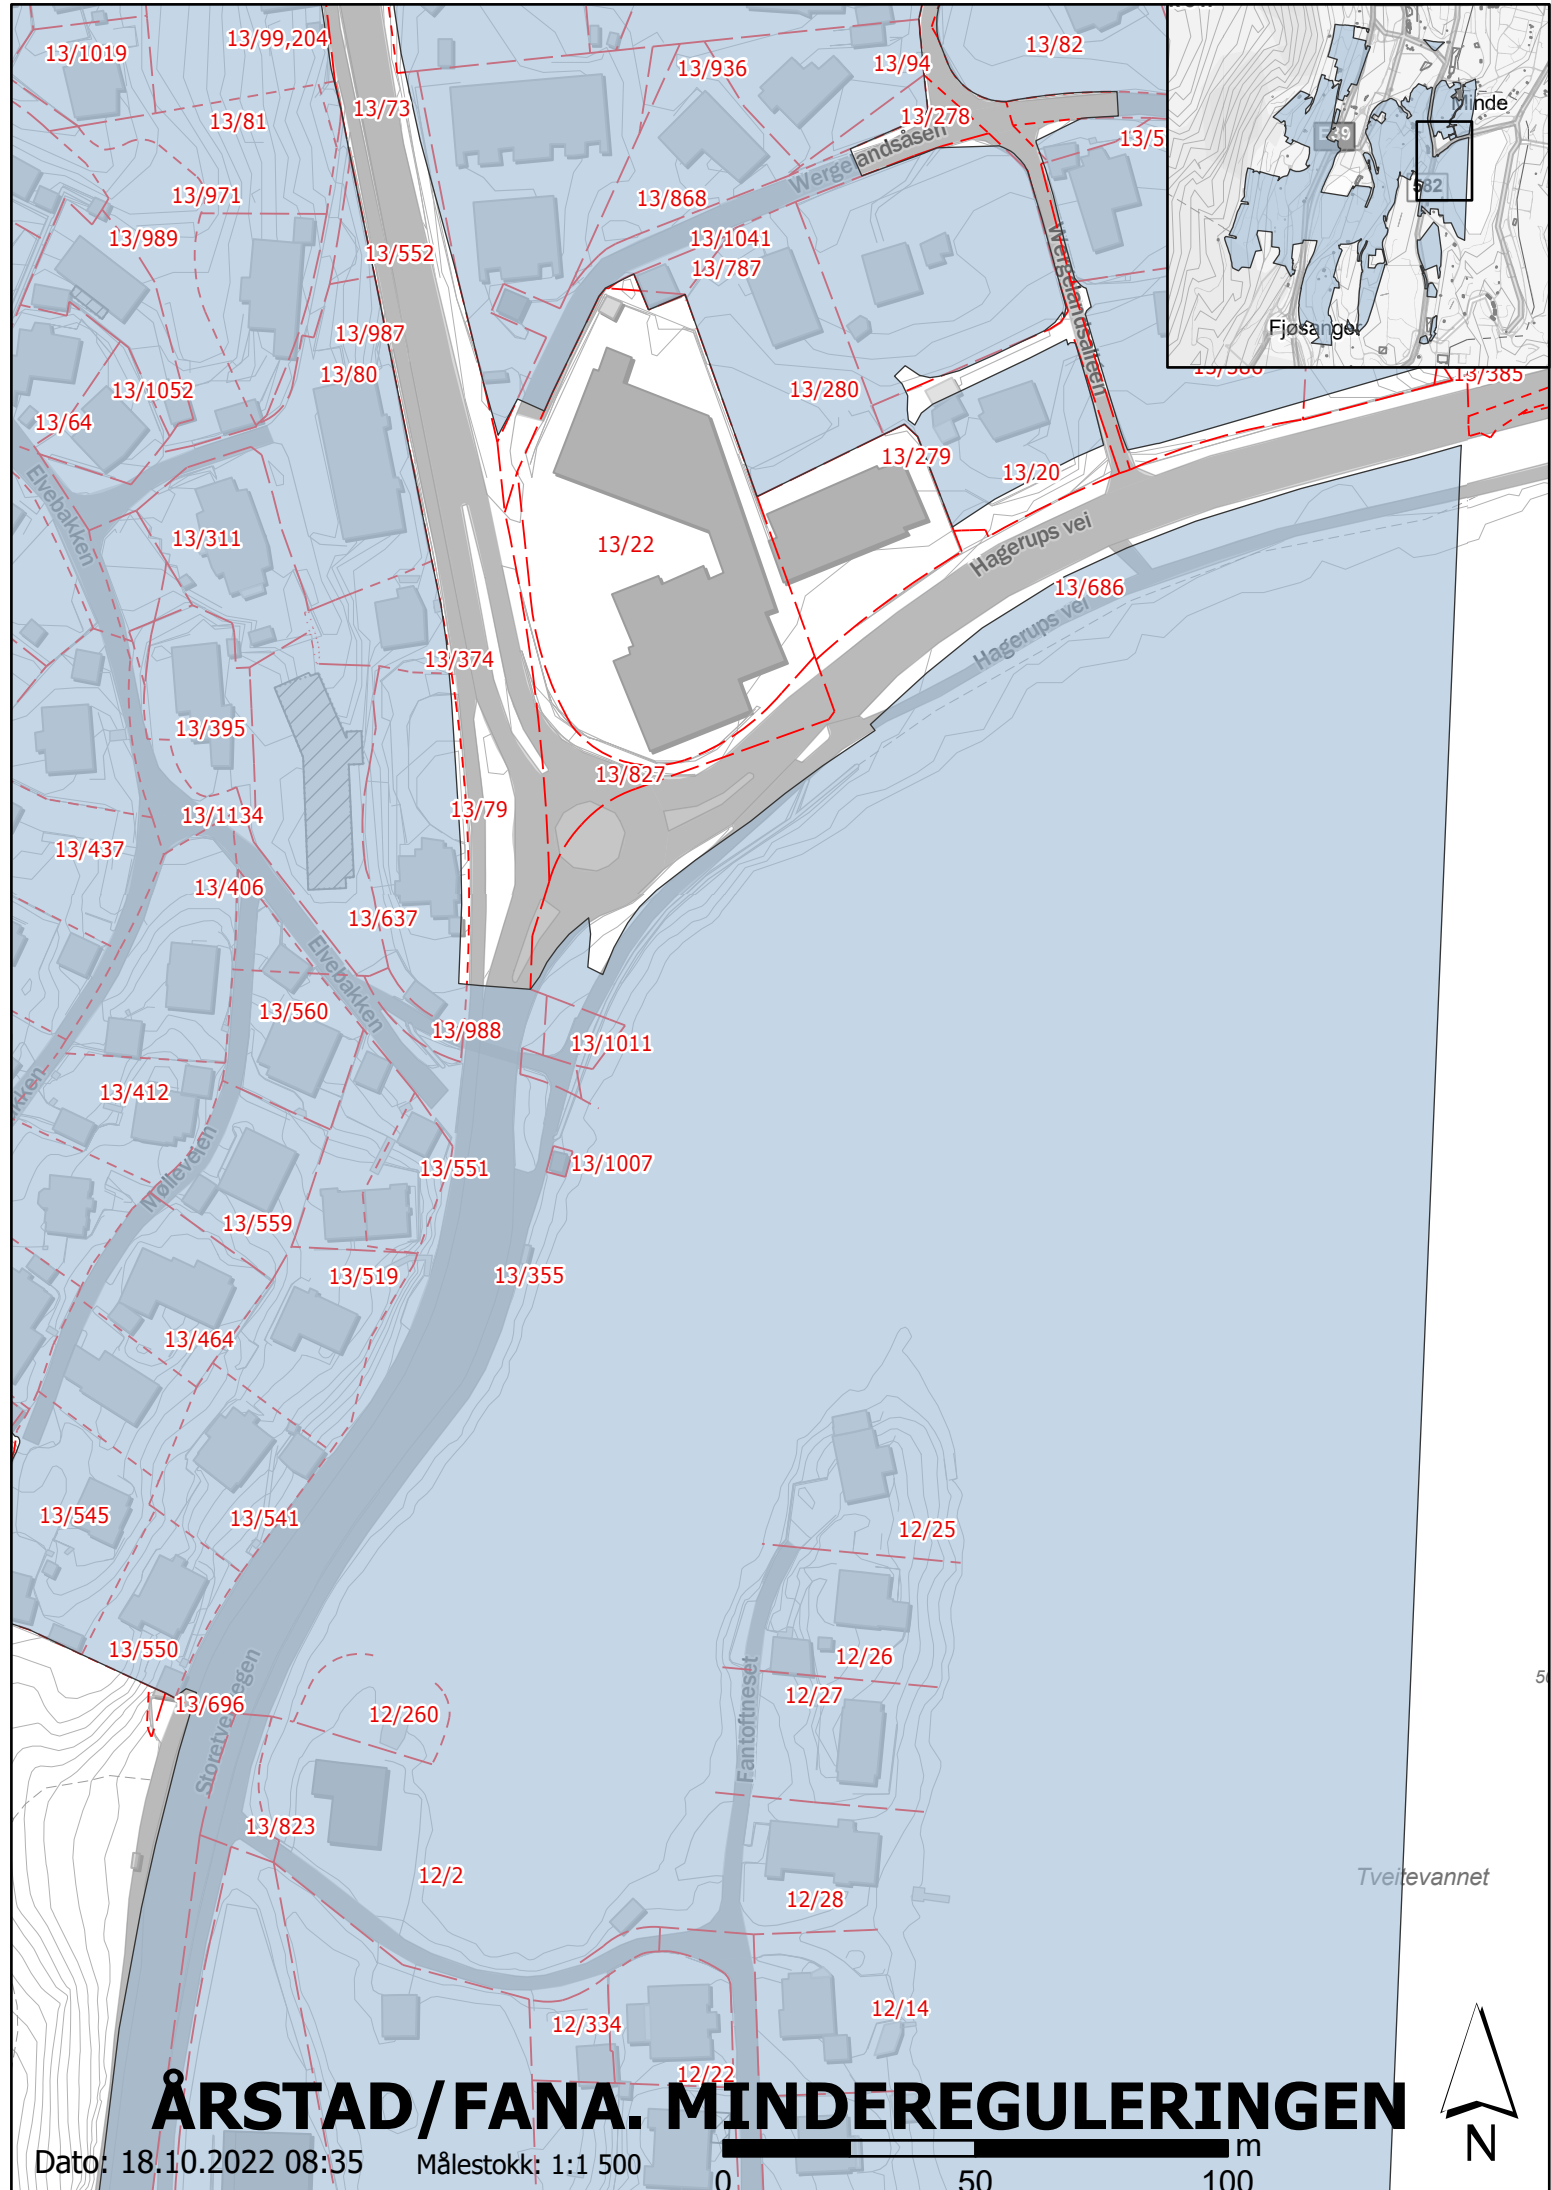 13/1019
13/99,204
13/73
13/81
13/936
13/94
13/82
13/278
13/5
Wergelandsåsen
Minde
E39
582
Fjøsanger
13/971
13/989
13/868
13/1041
13/787
13/552
Wergelandsalleen
13/987
13/80
13/1052
13/64
13/280
13/385
13/279
13/20
Elvebakken
13/311
13/22
Hagerups vei
13/686
Hagerups vei
13/374
13/395
13/827
13/79
13/1134
13/437
13/406
13/637
Elvebakken
13/560
13/988
13/1011
13/412
kken
Mølleveien
13/551
13/1007
13/559
13/519
13/355
13/464
13/545
13/541
12/25
13/550
12/26
12/27
13/696
12/260
Storetveitvegen
Fantoftneset
13/823
12/2
12/28
Tveitevannet
12/334
12/14
12/22
ÅRSTAD/FANA. MINDEREGULERINGEN
N
Dato: 18.10.2022 08:35
Målestokk: 1:1 500
m
0 50 100